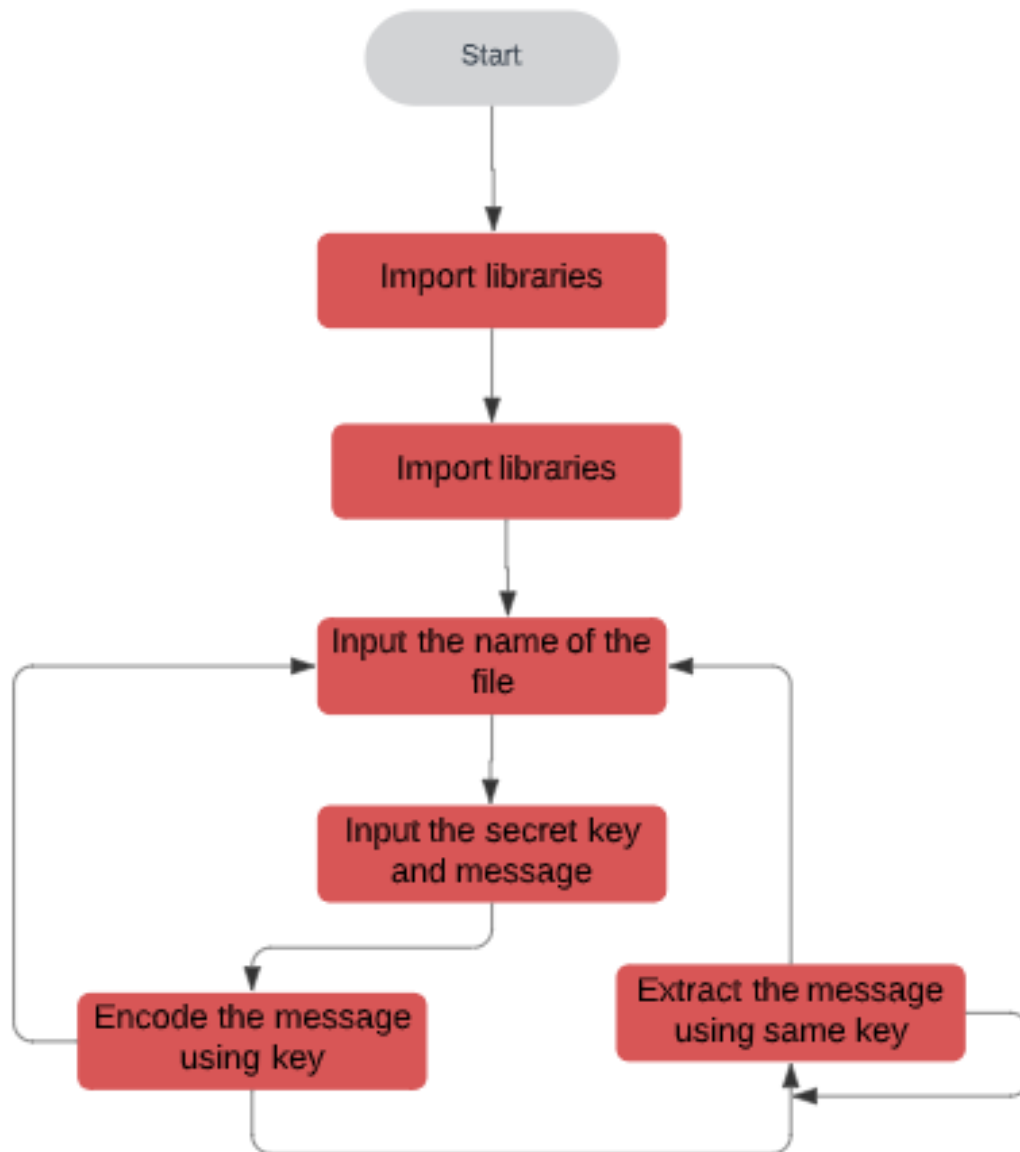 Start
Import libraries
Import libraries
Input the name of the
file
Input the secret key
and message
Encode the message
using key
Extract the message
using same key